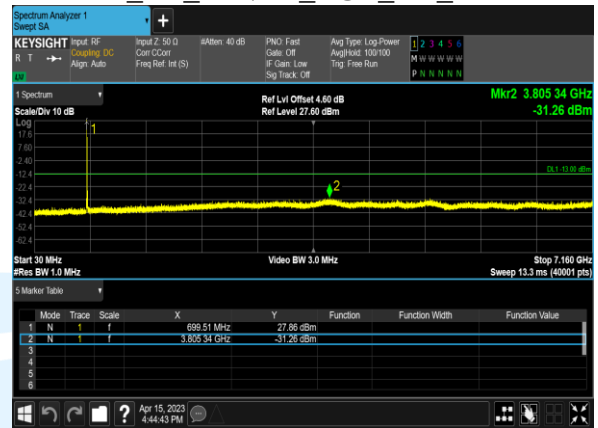 Spectrum Analyzer 1
Swept SA
+
KEYSIGHT Input: RF Input Z: 50 Ω #Atten: 40 dB PNO: Fast Avg Type: Log-Power 1 2 3 4 5 6
R T Coupling: DC Corr CCorr Gate: Off Avg|Hold: 100/100 M W W W W W
Align: Auto Freq Ref: Int (S) IF Gain: Low Trig: Free Run
LV Sig Track: Off P N N N N N
1 Spectrum Ref Lvl Offset 4.60 dB Mkr2 3.805 34 GHz
Scale/Div 10 dB Ref Level 27.60 dBm -31.26 dBm
Log
1
17.6
7.60
-2.40
DL1 -13.00 dBm
-12.4
-22.4
2
-32.4
-42.4
-52.4
-62.4
Start 30 MHz Video BW 3.0 MHz Stop 7.160 GHz
#Res BW 1.0 MHz Sweep 13.3 ms (40001 pts)
5 Marker Table
Mode Trace Scale X Y Function Function Width Function Value
1 N 1 f 699.51 MHz 27.86 dBm
2 N 1 f 3.805 34 GHz -31.26 dBm
3
4
5
6
? Apr 15, 2023
4:44:43 PM